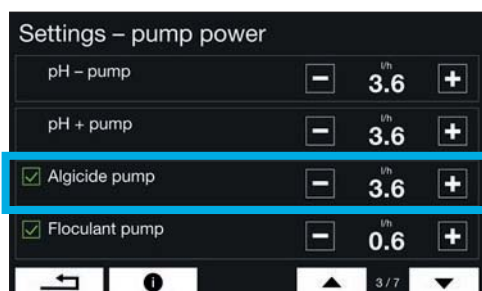 Settings – pump power
pH – pump
l/h
3.6
pH + pump
l/h
3.6
Algicide pump
l/h
3.6
Floculant pump
l/h
0.6
3/7